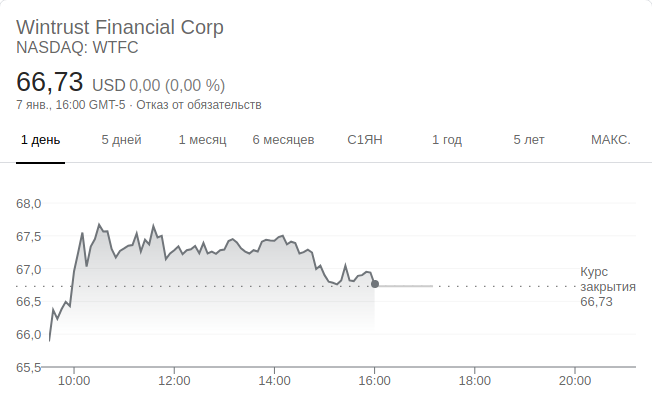 Wintrust Financial Corp
NASDAQ: WTFC
66,73 USD 0,00 (0,00 %)
7 янв., 16:00 GMT-5 · Отказ от обязательств
1 день 5 дней 1 месяц 6 месяцев С1ЯН 1 год 5 лет МАКС.
68,0
67,5
67,0
66,5
66,0
65,5
Курс
закрытия
66,73
10:00 12:00 14:00 16:00 18:00 20:00